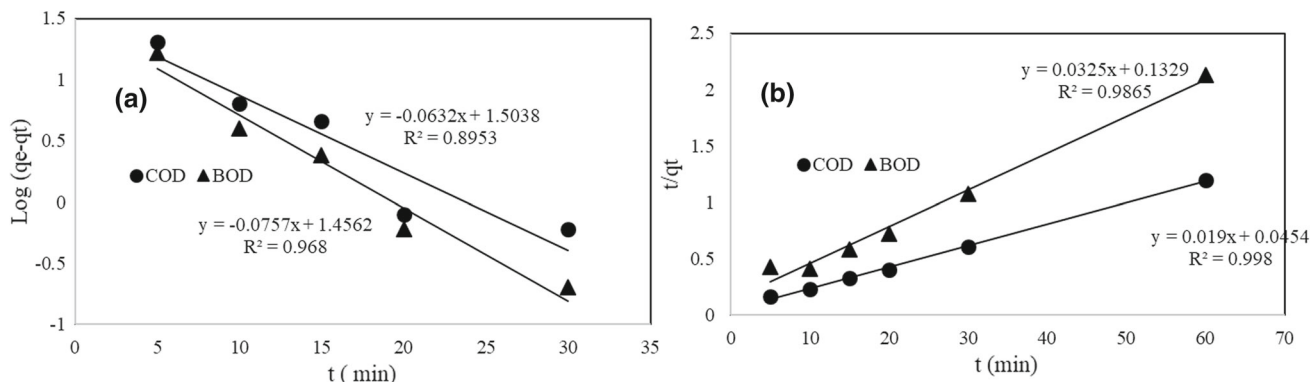 1.5
1
0.5
0
-0.5
-1
Log (qe-qt)
(a)
y = -0.0632x + 1.5038
R² = 0.8953
COD BOD
y = -0.0757x + 1.4562
R² = 0.968
0 5 10 15 20 25 30 35
t ( min)
2.5
2
1.5
1
0.5
0
t/qt
y = 0.0325x + 0.1329
R² = 0.9865
(b)
COD BOD
y = 0.019x + 0.0454
R² = 0.998
0 10 20 30 40 50 60 70
t (min)